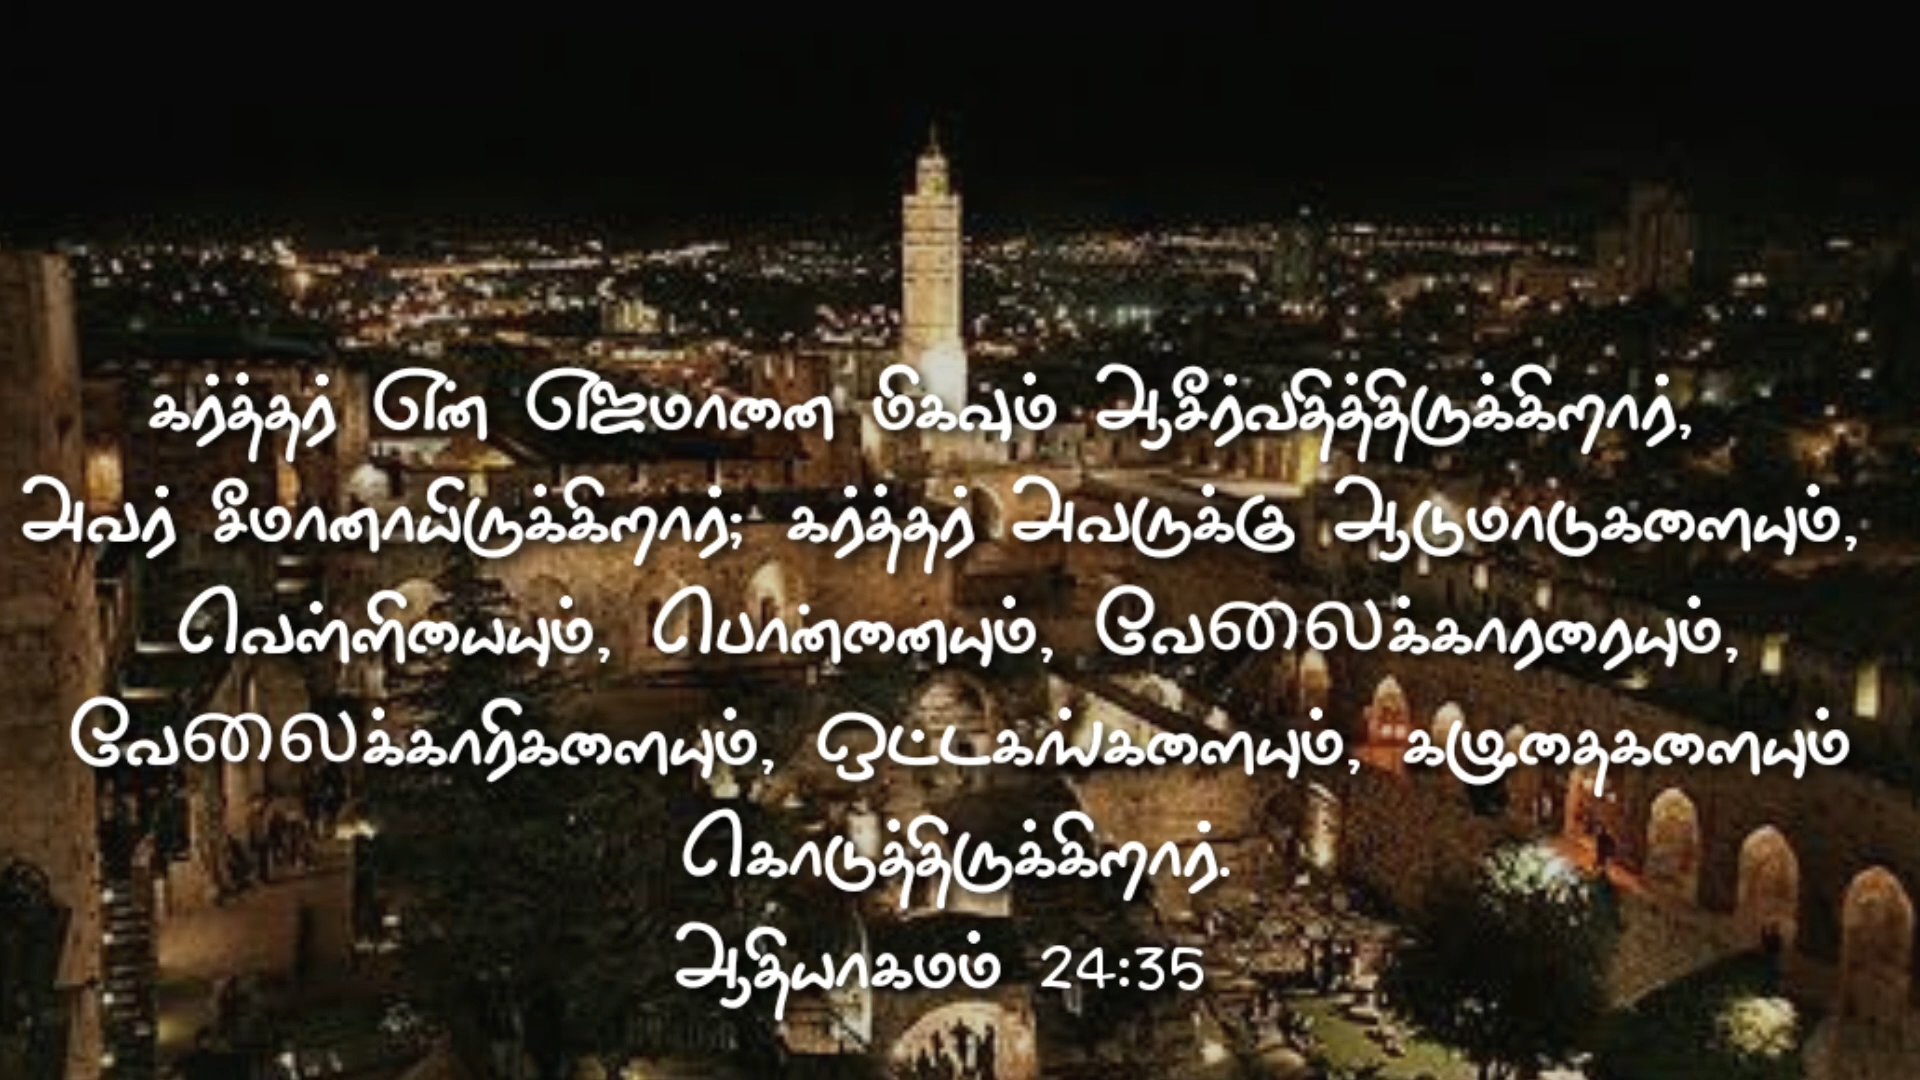 கர்த்தர் என் எஜமானை மிகவும் ஆசீர்வதித்திருக்கிறார்,
அவர் சீமானாயிருக்கிறார்; கர்த்தர் அவருக்கு ஆடுமாடுகளையும்,
வெள்ளியையும், பொன்னையும், வேலைக்காரரையும்,
வேலைக்காரிகளையும், ஒட்டகங்களையும், கழுதைகளையும்
கொடுத்திருக்கிறார்.
ஆதியாகமம் 24:35